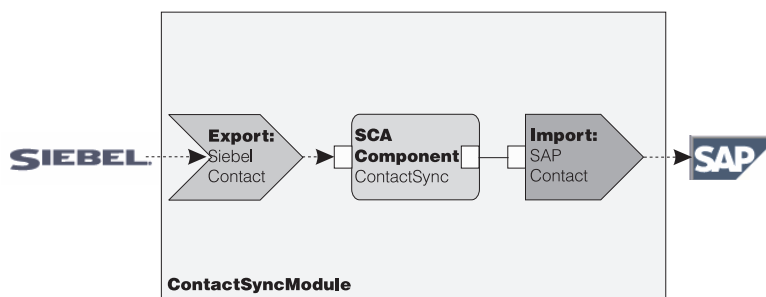 SIEBEL.
Export:
Siebel
Contact
SCA
Component
ContactSync
Import:
SAP
Contact
SAP
ContactSyncModule